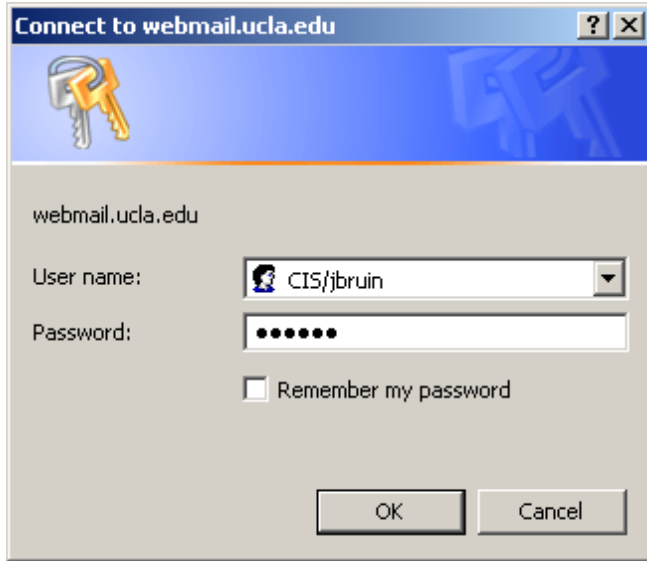 Connect to webmail.ucla.edu ? X
webmail.ucla.edu
User name: CIS/jbruin
Password: ●●●●●●
Remember my password
OK Cancel